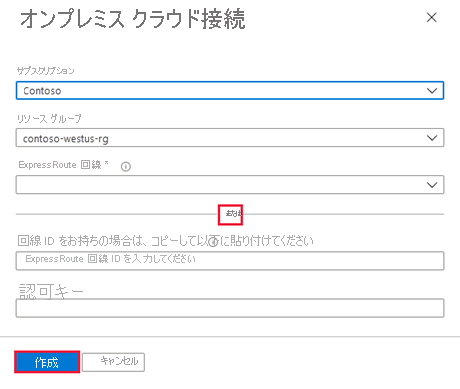 オンプレミス クラウド接続
サブスクリプション
Contoso
リソース グループ
contoso-westus-rg
ExpressRoute 回線 *
または
回線 ID をお持ちの場合は、コピーして以下に貼り付けてください
ExpressRoute 回線 ID を入力してください
認可キー
作成
キャンセル